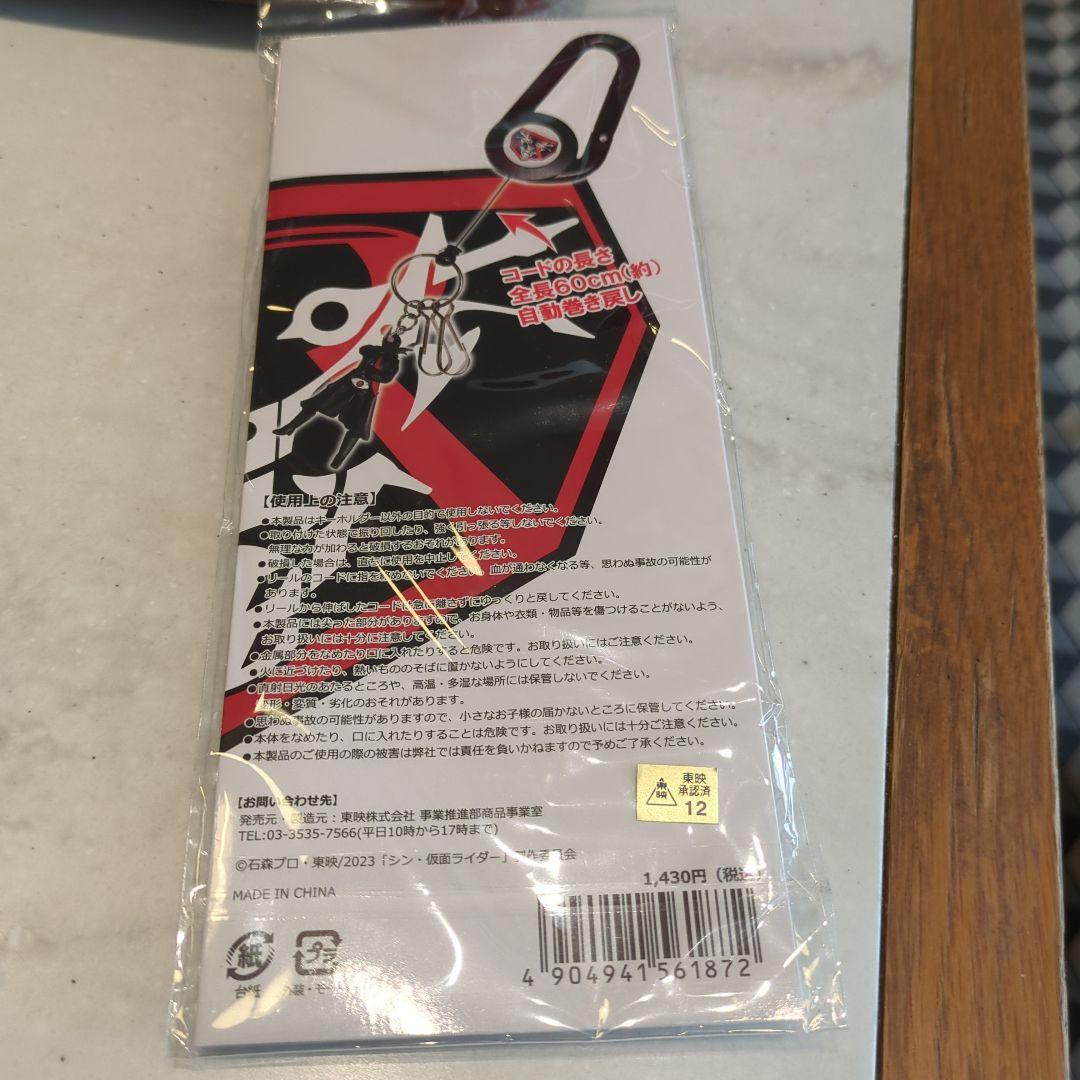 コードの長さ
全長60cm(約)
自動巻き戻し
【使用上の注意】
●本製品はキーホルダー以外の目的で使用しないでください。
●取り付けた状態で振り回したり、強く引っ張る等しないでください。
無理な力が加わると破損するおそれがあります。
●破損した場合は、直ちに使用を中止してください。
●リールのコードに指をからめないでください。血が通わなくなる等、思わぬ事故の可能性が
あります。
●リールから伸ばしたコードは急に離さずにゆっくりと戻してください。
●本製品には尖った部分がありますので、お身体や衣類・物品等を傷つけることがないよう、
お取り扱いには十分に注意してください。
●金属部分をなめたり口に入れたりすると危険です。お取り扱いにはご注意ください。
●火に近づけたり、熱いもののそばに置かないようにしてください。
●直射日光のあたるところや、高温・多湿な場所には保管しないでください。
変形・変質・劣化のおそれがあります。
●思わぬ事故の可能性がありますので、小さなお子様の届かないところに保管してください。
●本体をなめたり、口に入れたりすることは危険です。お取り扱いには十分ご注意ください。
●本製品のご使用の際の被害は弊社では責任を負いかねますので予めご了承ください。
東映
承認済
12
【お問い合わせ先】
発売元・製造元：東映株式会社 事業推進部商品事業室
TEL:03-3535-7566(平日10時から17時まで)
©石森プロ・東映/2023「シン・仮面ライダー」製作委員会
1,430円（税込）
MADE IN CHINA
4 904941 561872
紙
プラ
台紙
外装・モ